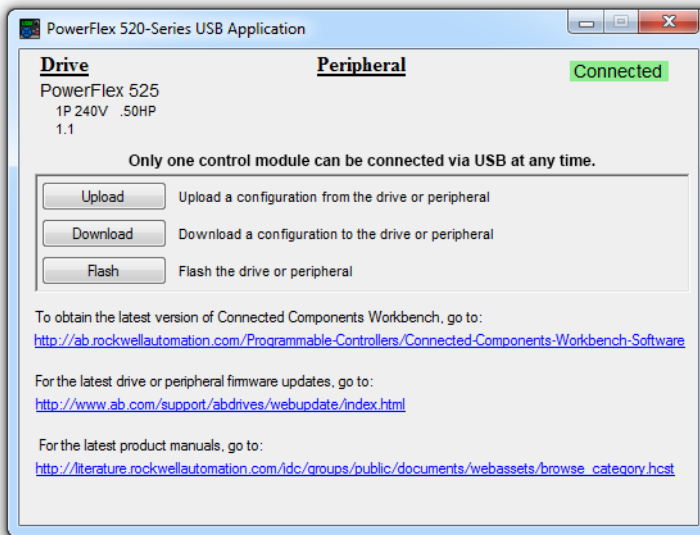 PowerFlex 520-Series USB Application
Drive Peripheral Connected
PowerFlex 525
1P 240V .50HP
1.1
Only one control module can be connected via USB at any time.
Upload Upload a configuration from the drive or peripheral
Download Download a configuration to the drive or peripheral
Flash Flash the drive or peripheral
To obtain the latest version of Connected Components Workbench, go to:
http://ab.rockwellautomation.com/Programmable-Controllers/Connected-Components-Workbench-Software
For the latest drive or peripheral firmware updates, go to:
http://www.ab.com/support/abdrives/webupdate/index.html
For the latest product manuals, go to:
http://literature.rockwellautomation.com/idc/groups/public/documents/webassets/browse_category.hcst